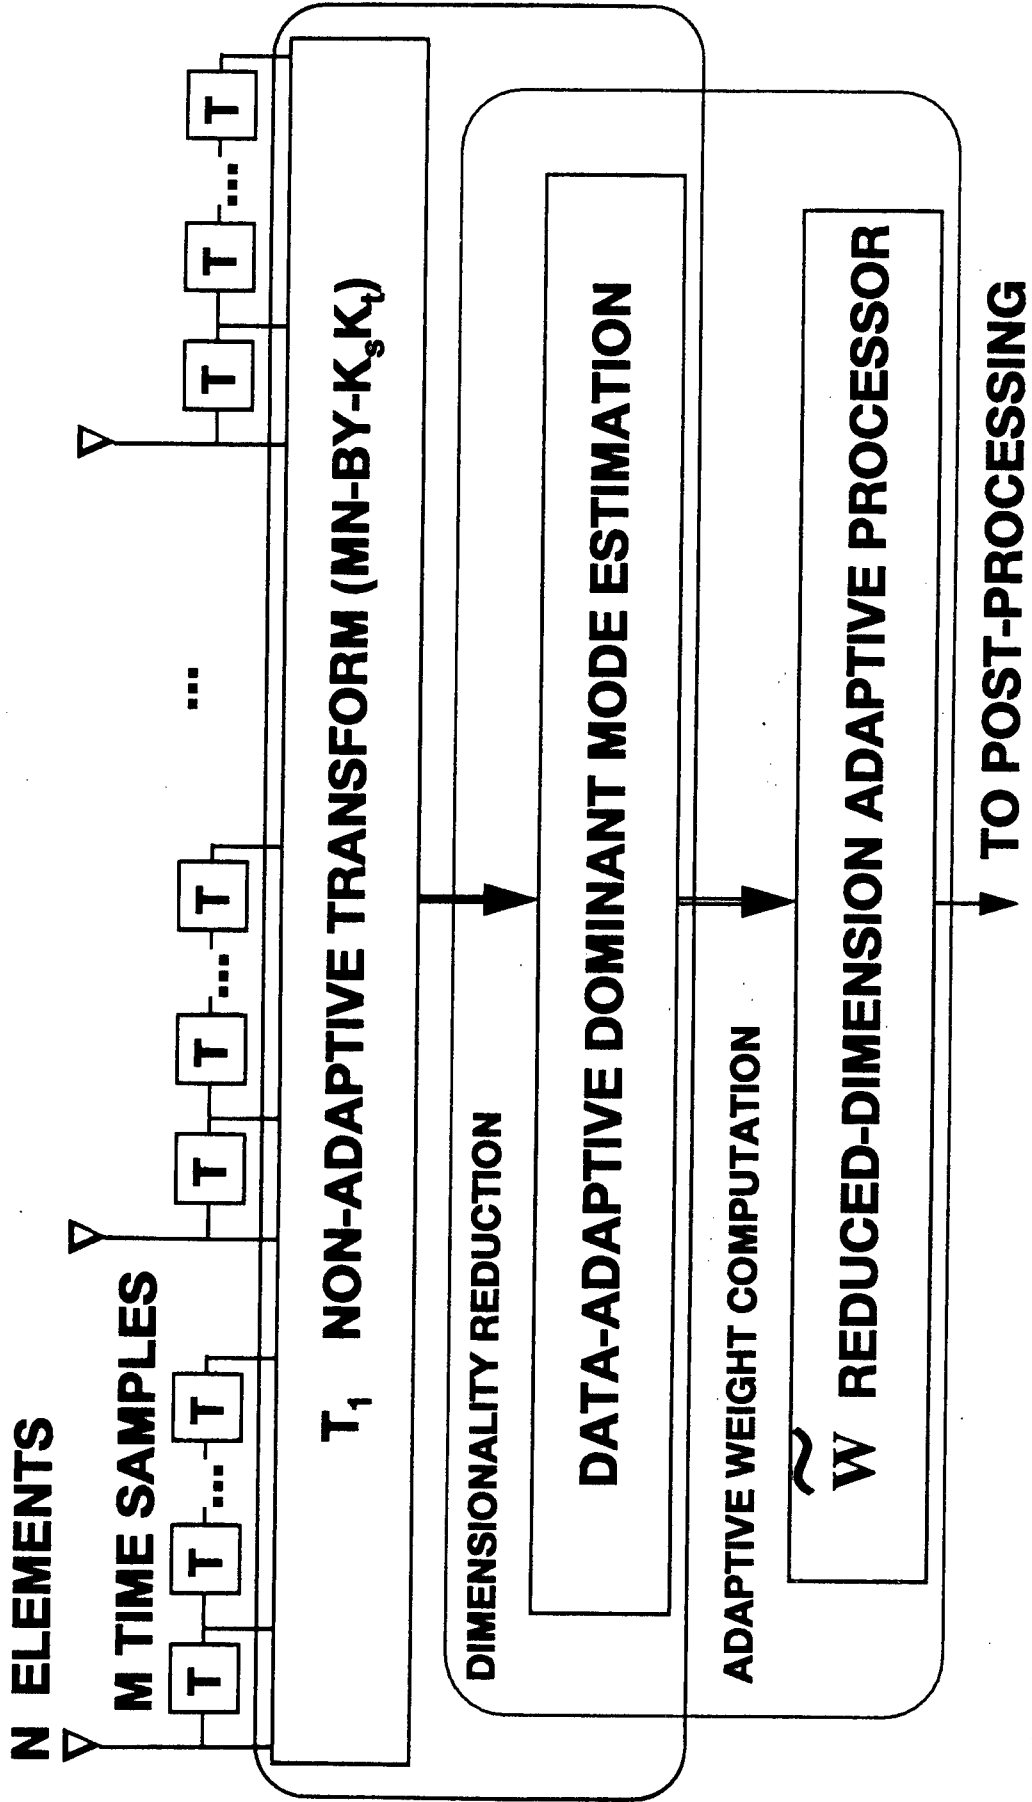 N ELEMENTS
M TIME SAMPLES
T T ... T T T ... T ... T T ... T
T₁ NON-ADAPTIVE TRANSFORM (MN-BY-KₛKₜ)
DIMENSIONALITY REDUCTION
DATA-ADAPTIVE DOMINANT MODE ESTIMATION
ADAPTIVE WEIGHT COMPUTATION
W̃ REDUCED-DIMENSION ADAPTIVE PROCESSOR
TO POST-PROCESSING